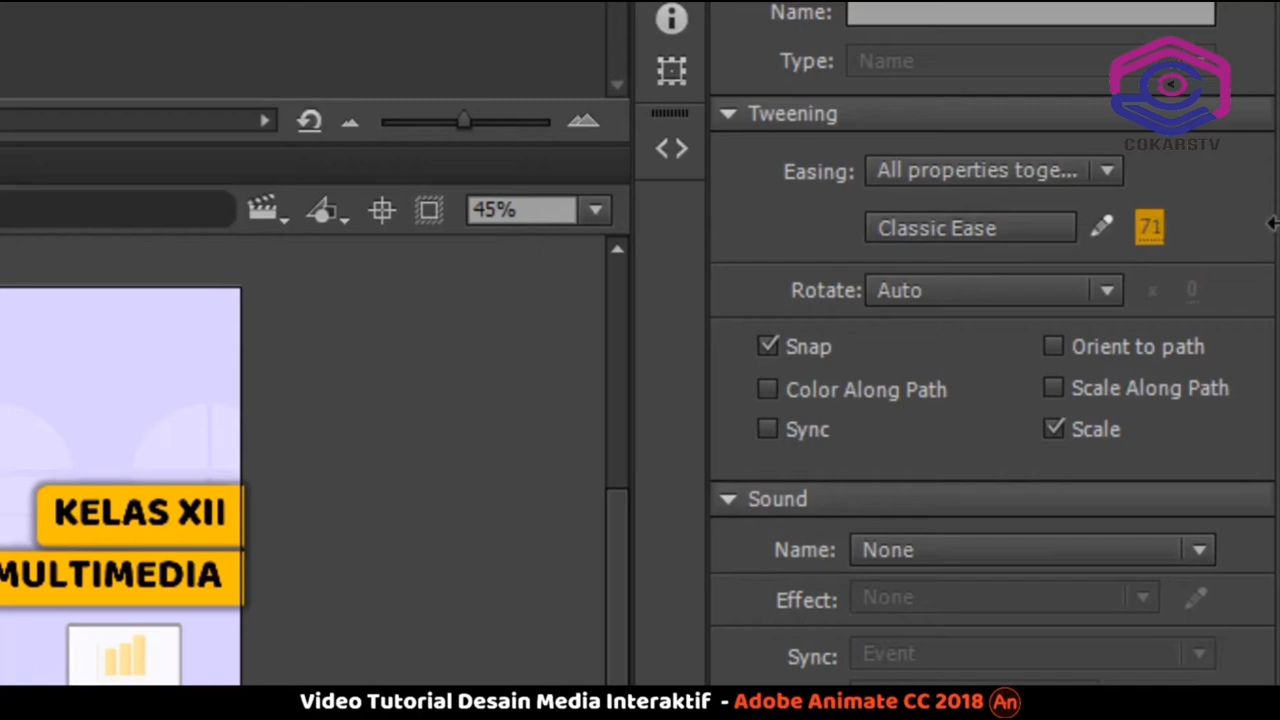 Name:
Type: Name
COKARSTV
Tweening
Easing: All properties toge...
Classic Ease 71
Rotate: Auto x 0
Snap Orient to path
Color Along Path Scale Along Path
Sync Scale
45%
KELAS XII
MULTIMEDIA
Sound
Name: None
Effect: None
Sync: Event
Video Tutorial Desain Media Interaktif - Adobe Animate CC 2018 An